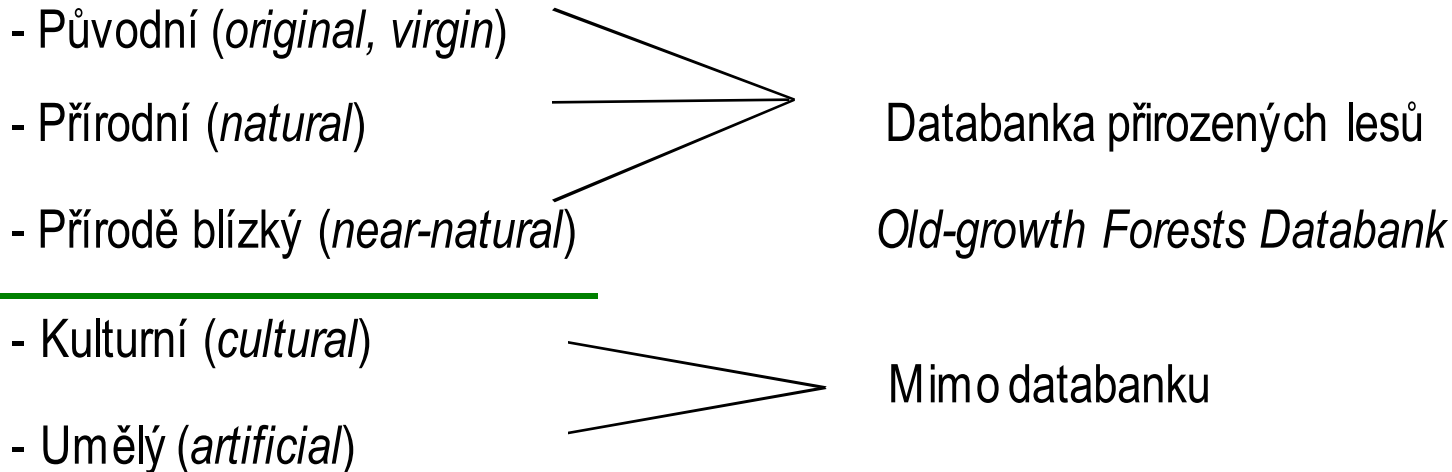 - Původní (original, virgin)
- Přírodní (natural)
Databanka přirozených lesů
- Přírodě blízký (near-natural)
Old-growth Forests Databank
- Kulturní (cultural)
Mimo databanku
- Umělý (artificial)